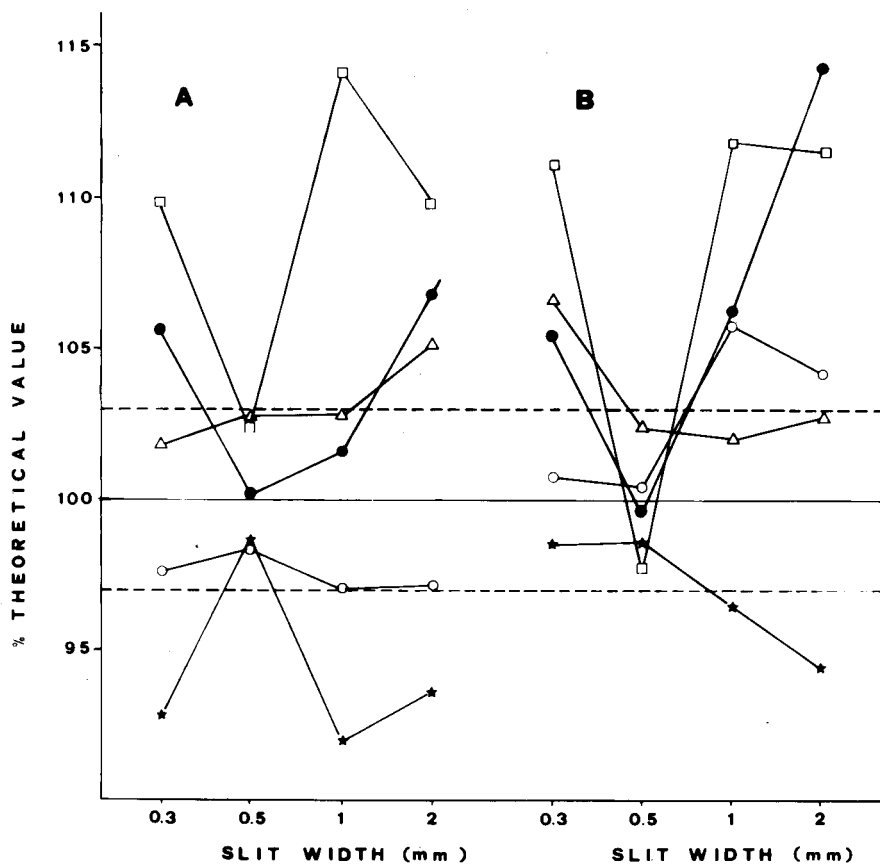 % THEORETICAL VALUE
115
110
105
100
95
A
B
0.3 0.5 1 2 0.3 0.5 1 2
SLIT WIDTH (mm) SLIT WIDTH (mm)